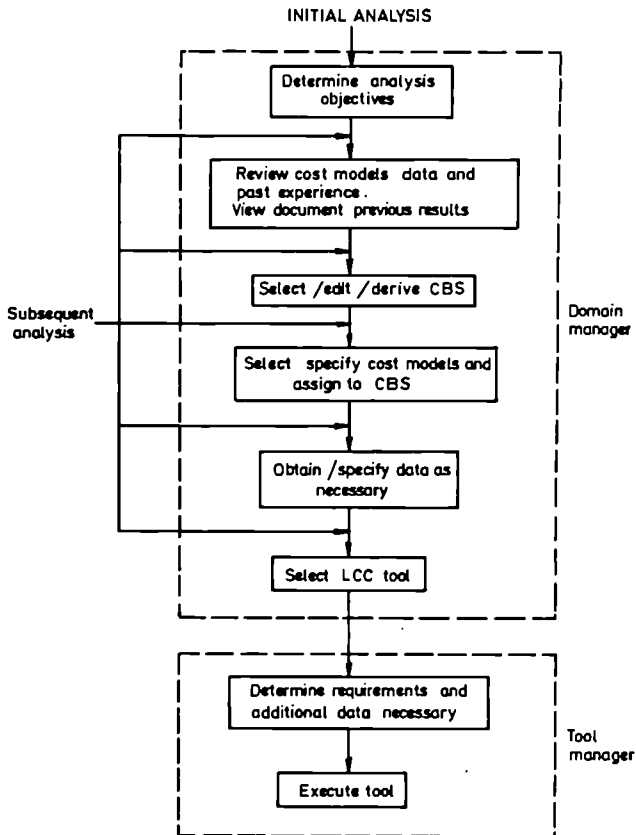 INITIAL ANALYSIS
Determine analysis
objectives
Review cost models data and
past experience.
View document previous results
Select /edit /derive CBS
Subsequent
analysis
Domain
manager
Select specify cost models and
assign to CBS
Obtain /specify data as
necessary
Select LCC tool
Determine requirements and
additional data necessary
Tool
manager
Execute tool